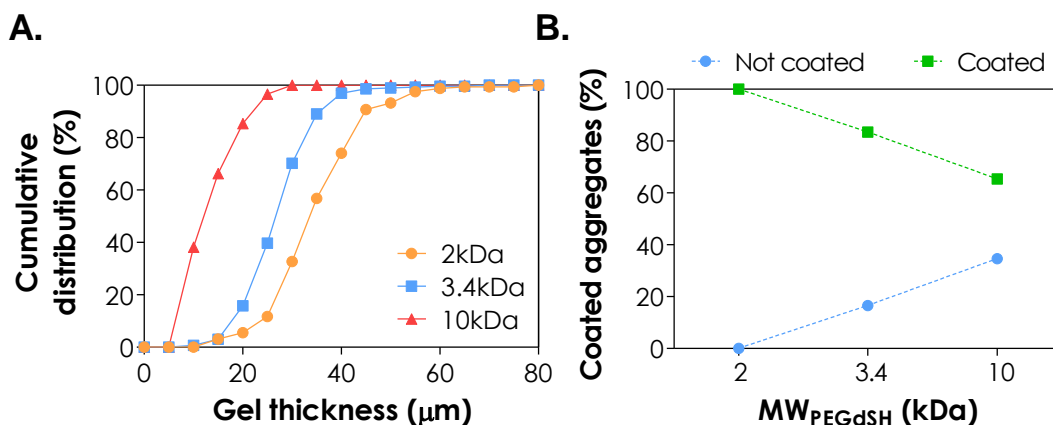 A.
Cumulative
distribution (%)
100
80
60
40
20
0
2kDa
3.4kDa
10kDa
0 20 40 60 80
Gel thickness (μm)
B.
Not coated Coated
Coated aggregates (%)
100
80
60
40
20
0
2 3.4 10
MWPEGdSH (kDa)